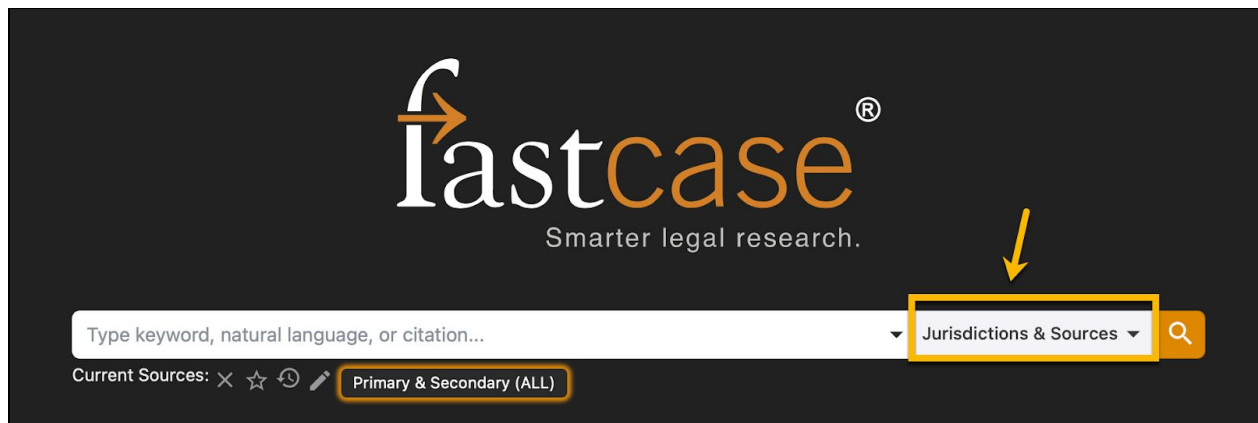 fastcase®
Smarter legal research.
Type keyword, natural language, or citation...
Jurisdictions & Sources
Current Sources:
Primary & Secondary (ALL)